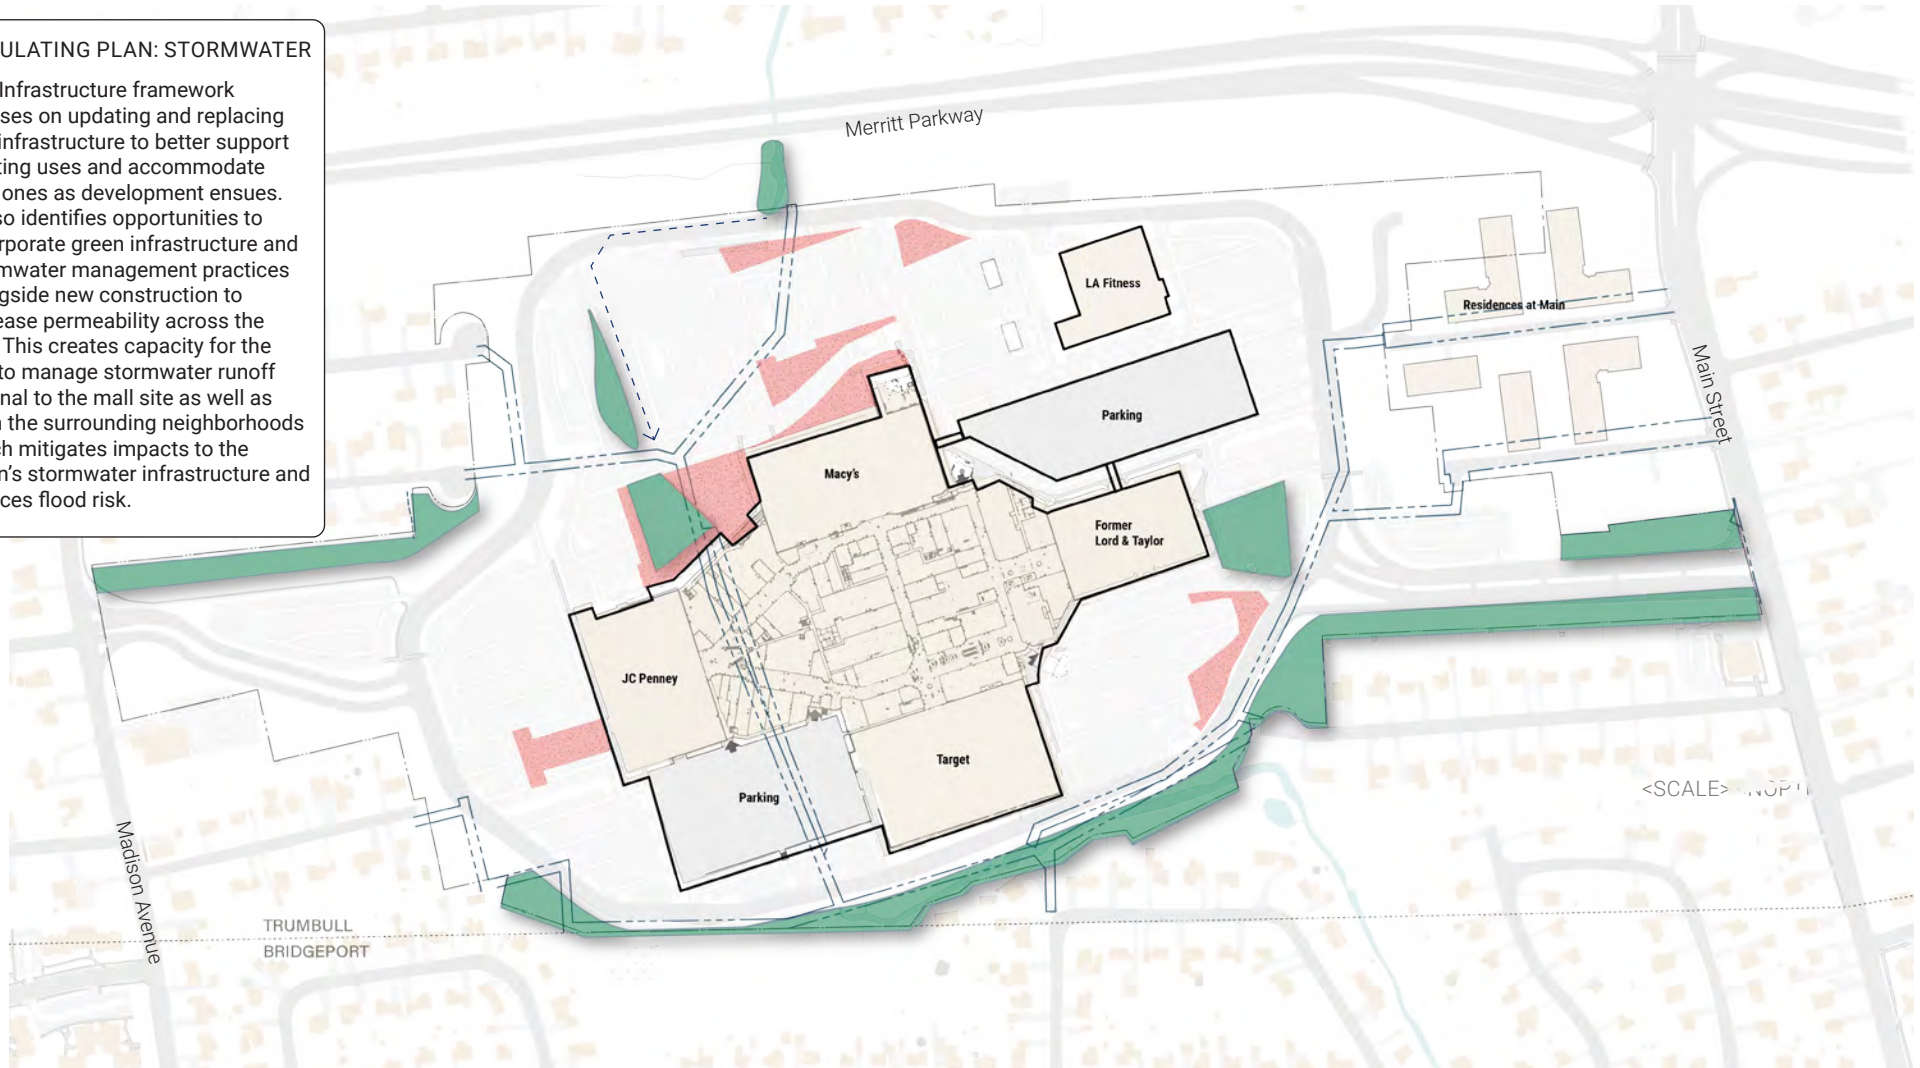 ULATING PLAN: STORMWATER
Infrastructure framework
ses on updating and replacing
infrastructure to better support
ting uses and accommodate
ones as development ensues.
so identifies opportunities to
rporate green infrastructure and
mwater management practices
gside new construction to
ease permeability across the
This creates capacity for the
to manage stormwater runoff
nal to the mall site as well as
n the surrounding neighborhoods
ch mitigates impacts to the
n's stormwater infrastructure and
ces flood risk.
Merritt Parkway
LA Fitness
Residences at Main
Main Street
Parking
Macy's
Former
Lord & Taylor
JC Penney
Target
Parking
<SCALE>
Madison Avenue
TRUMBULL
BRIDGEPORT